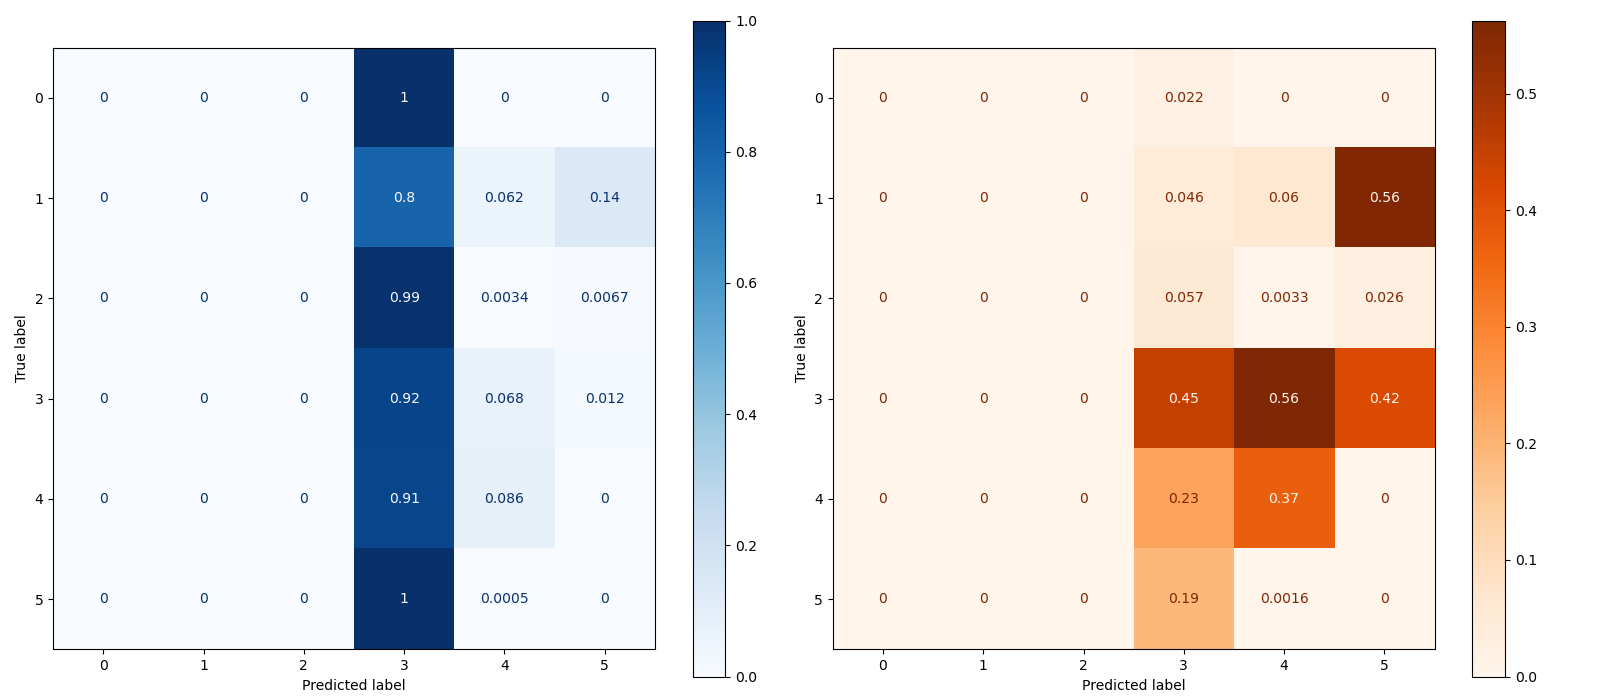 0 0 0 0 1 0 0
1 0 0 0 0.8 0.062 0.14
2 0 0 0 0.99 0.0034 0.0067
3 0 0 0 0.92 0.068 0.012
4 0 0 0 0.91 0.086 0
5 0 0 0 1 0.0005 0
0 1 2 3 4 5
True label
Predicted label
1.0
0.8
0.6
0.4
0.2
0.0
0 0 0 0 0.022 0 0
1 0 0 0 0.046 0.06 0.56
2 0 0 0 0.057 0.0033 0.026
3 0 0 0 0.45 0.56 0.42
4 0 0 0 0.23 0.37 0
5 0 0 0 0.19 0.0016 0
0 1 2 3 4 5
True label
Predicted label
0.5
0.4
0.3
0.2
0.1
0.0